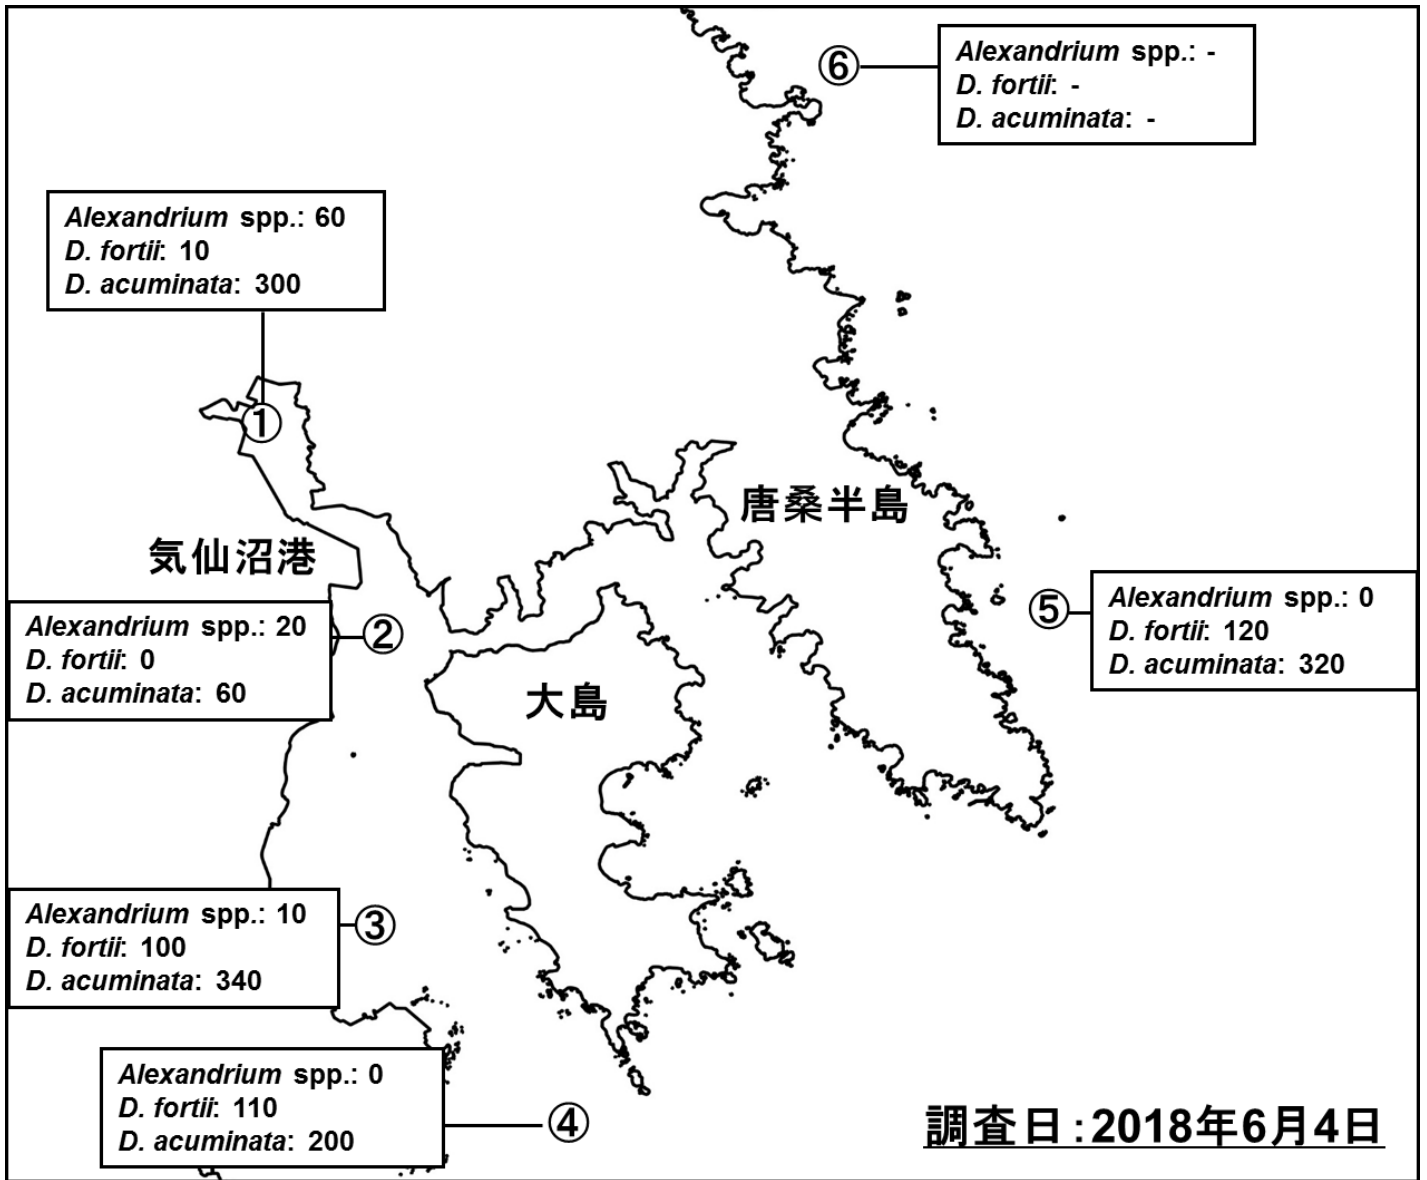 ⑥
Alexandrium spp.: -
D. fortii: -
D. acuminata: -
Alexandrium spp.: 60
D. fortii: 10
D. acuminata: 300
①
唐桑半島
気仙沼港
Alexandrium spp.: 20
D. fortii: 0
D. acuminata: 60
②
⑤
Alexandrium spp.: 0
D. fortii: 120
D. acuminata: 320
大島
Alexandrium spp.: 10
D. fortii: 100
D. acuminata: 340
③
Alexandrium spp.: 0
D. fortii: 110
D. acuminata: 200
④
調査日:2018年6月4日